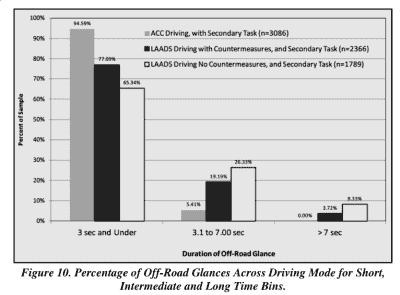 100%
90%
80%
70%
60%
50%
40%
30%
20%
10%
0%
Percent of Sample
94.59%
77.09%
65.34%
ACC Driving, with Secondary Task (n=3086)
LAADS Driving with Countermeasures, and Secondary Task (n=2366)
LAADS Driving No Countermeasures, and Secondary Task (n=1789)
5.41%
19.19%
26.33%
0.00%
3.72%
8.33%
3 sec and Under
3.1 to 7.00 sec
> 7 sec
Duration of Off-Road Glance
Figure 10. Percentage of Off-Road Glances Across Driving Mode for Short,
Intermediate and Long Time Bins.